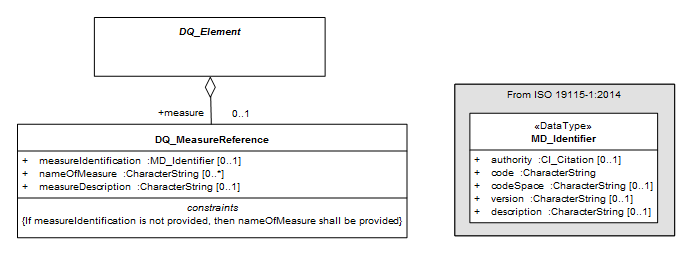 DQ_Element
+measure 0..1
DQ_MeasureReference
+ measureIdentification :MD_Identifier [0..1]
+ nameOfMeasure :CharacterString [0..*]
+ measureDescription :CharacterString [0..1]
constraints
{If measureIdentification is not provided, then nameOfMeasure shall be provided}
From ISO 19115-1:2014
«DataType»
MD_Identifier
+ authority :CI_Citation [0..1]
+ code :CharacterString
+ codeSpace :CharacterString [0..1]
+ version :CharacterString [0..1]
+ description :CharacterString [0..1]